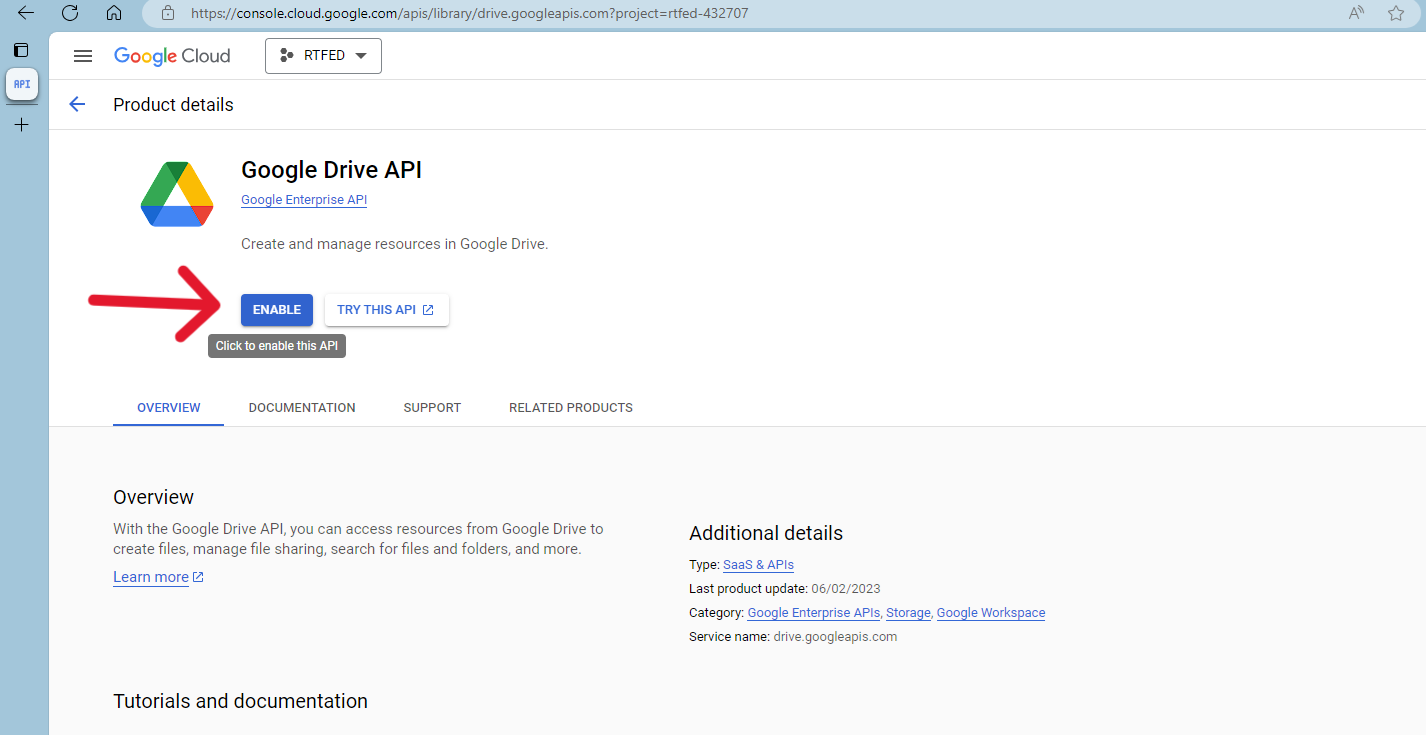 https://console.cloud.google.com/apis/library/drive.googleapis.com?project=rtfed-432707
A
API
Google Cloud
RTFED
Product details
Google Drive API
Google Enterprise API
Create and manage resources in Google Drive.
ENABLE
TRY THIS API
Click to enable this API
OVERVIEW
DOCUMENTATION
SUPPORT
RELATED PRODUCTS
Overview
With the Google Drive API, you can access resources from Google Drive to
create files, manage file sharing, search for files and folders, and more.
Learn more
Additional details
Type: SaaS & APIs
Last product update: 06/02/2023
Category: Google Enterprise APIs, Storage, Google Workspace
Service name: drive.googleapis.com
Tutorials and documentation